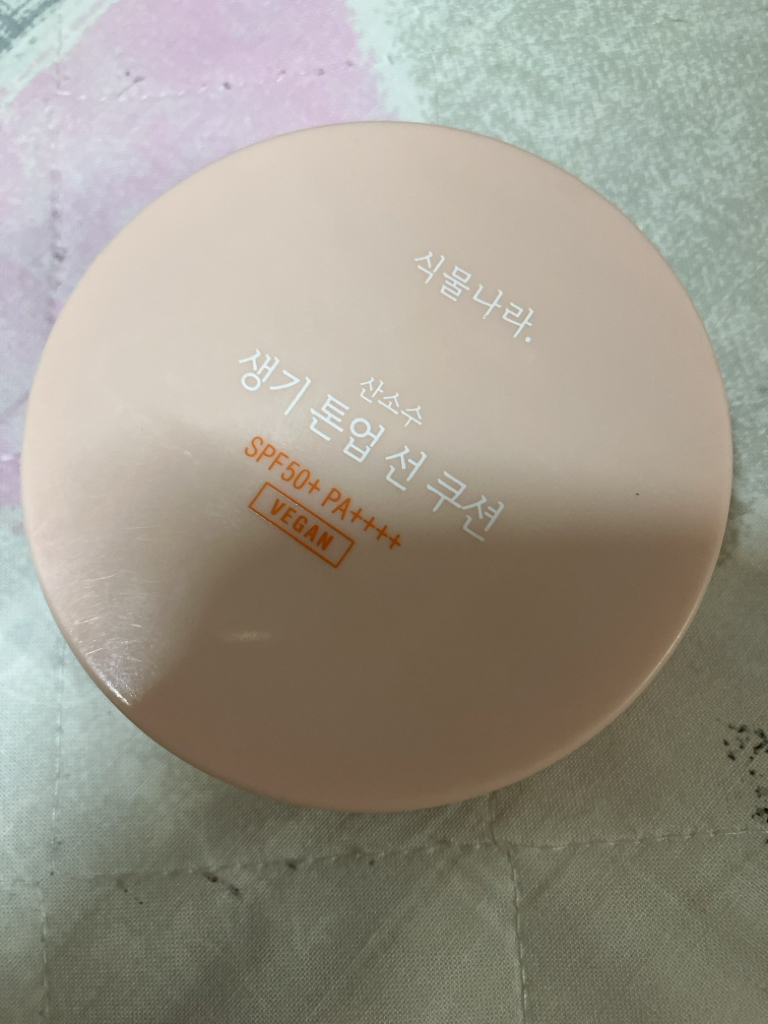 식물나라.
산소수
생기 톤업 선 쿠션
SPF50+ PA++++
VEGAN